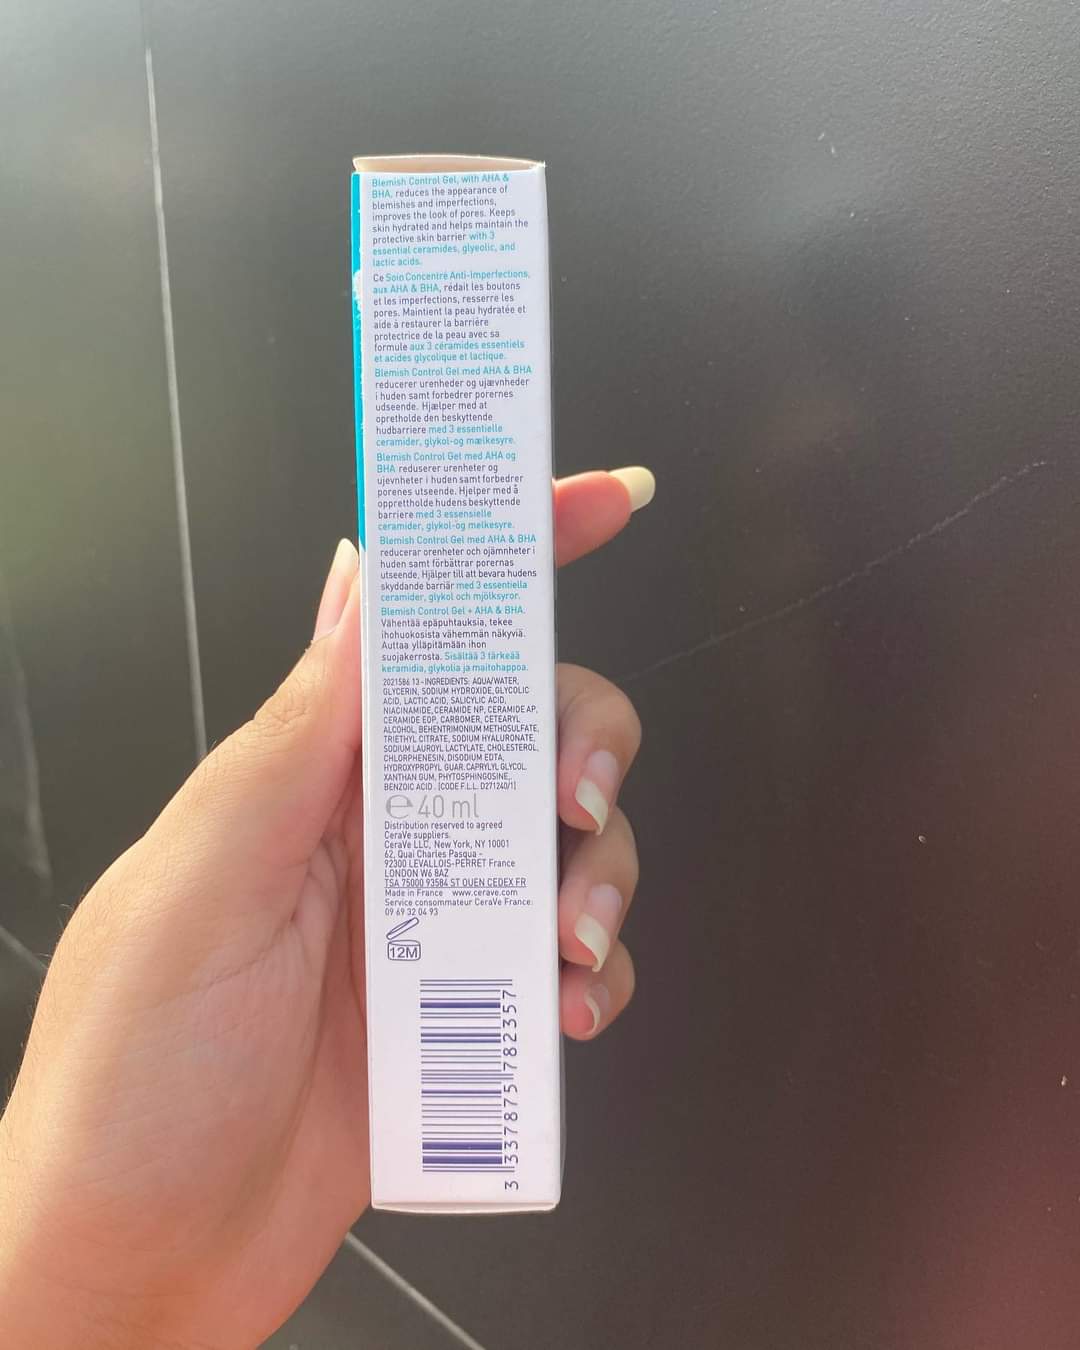 Blemish Control Gel, with AHA &
BHA, reduces the appearance of
blemishes and imperfections,
improves the look of pores. Keeps
skin hydrated and helps maintain the
protective skin barrier with 3
essential ceramides, glyeolic, and
lactic acids.
Ce Soin Concentré Anti-Imperfections,
aux AHA & BHA, rédait les boutons
et les imperfections, resserre les
pores. Maintient la peau hydratée et
aide à restaurer la barrière
protectrice de la peau avec sa
formule aux 3 céramides essentiels
et acides glycolique et lactique.
Blemish Control Gel med AHA & BHA
reducerer urenheder og ujævnheder
i huden samt forbedrer porernes
udseende. Hjælper med at
opretholde den beskyttende
hudbarriere med 3 essentielle
ceramider, glykol-og mælkesyre.
Blemish Control Gel med AHA og
BHA reduserer urenheter og
ujevnheter i huden samt forbedrer
porenes utseende. Hjelper med å
opprettholde hudens beskyttende
barriere med 3 essensielle
ceramider, glykol-og melkesyre.
Blemish Control Gel med AHA & BHA
reducerar orenheter och ojämnheter i
huden samt förbättrar porernas
utseende. Hjälper till att bevara hudens
skyddande barriär med 3 essentiella
ceramider, glykol och mjölksyror.
Blemish Control Gel + AHA & BHA.
Vähentää epäpuhtauksia, tekee
ihohuokosista vähemmän näkyviä.
Auttaa ylläpitämään ihon
suojakerrosta. Sisältää 3 tärkeää
keramidia, glykolia ja maitohappoa.
2021586 13 - INGREDIENTS: AQUA/WATER,
GLYCERIN, SODIUM HYDROXIDE, GLYCOLIC
ACID, LACTIC ACID, SALICYLIC ACID,
NIACINAMIDE, CERAMIDE NP, CERAMIDE AP,
CERAMIDE EOP, CARBOMER, CETEARYL
ALCOHOL, BEHENTRIMONIUM METHOSULFATE,
TRIETHYL CITRATE, SODIUM HYALURONATE,
SODIUM LAUROYL LACTYLATE, CHOLESTEROL,
CHLORPHENESIN, DISODIUM EDTA,
HYDROXYPROPYL GUAR, CAPRYLYL GLYCOL,
XANTHAN GUM, PHYTOSPHINGOSINE,
BENZOIC ACID. (CODE F.I.L. D271240/1)
℮ 40 ml
Distribution reserved to agreed
CeraVe suppliers.
CeraVe LLC, New York, NY 10001
62, Quai Charles Pasqua -
92300 LEVALLOIS-PERRET France
LONDON W6 8AZ
TSA 75000 93584 ST OUEN CEDEX FR
Made in France www.cerave.com
Service consommateur CeraVe France:
09 69 32 04 93
12M
3 337875 782357